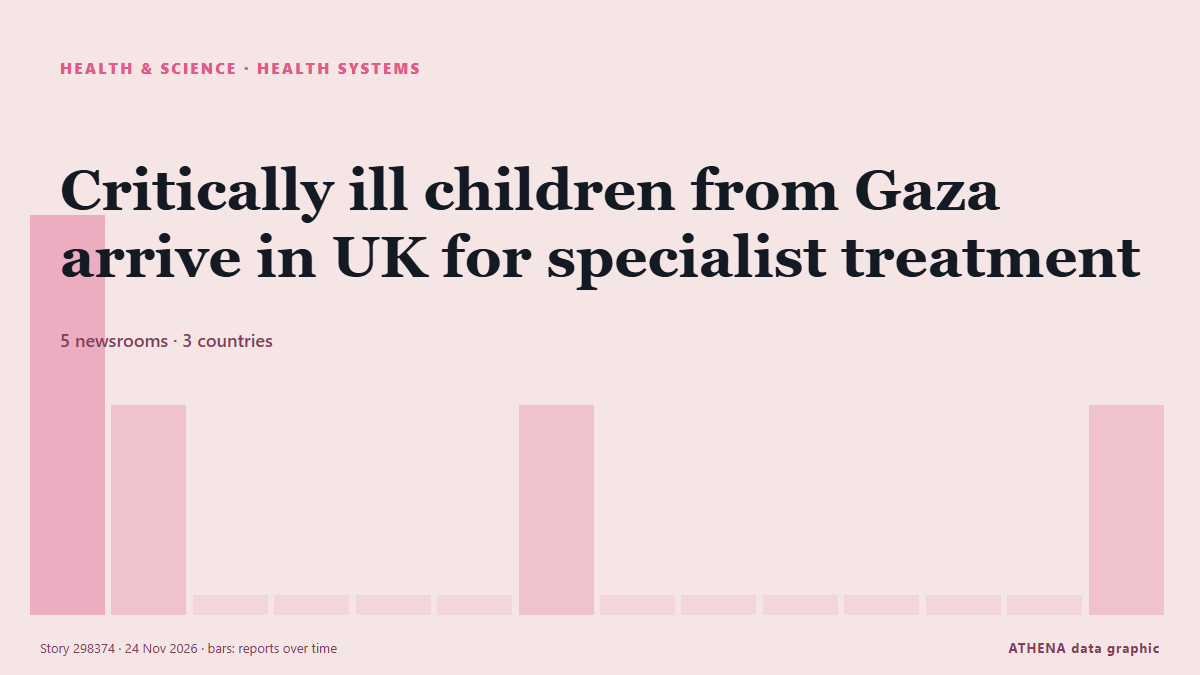 HEALTH & SCIENCE · HEALTH SYSTEMS
Critically ill children from Gaza
arrive in UK for specialist treatment
5 newsrooms · 3 countries
Story 298374 · 24 Nov 2026 · bars: reports over time
ATHENA data graphic